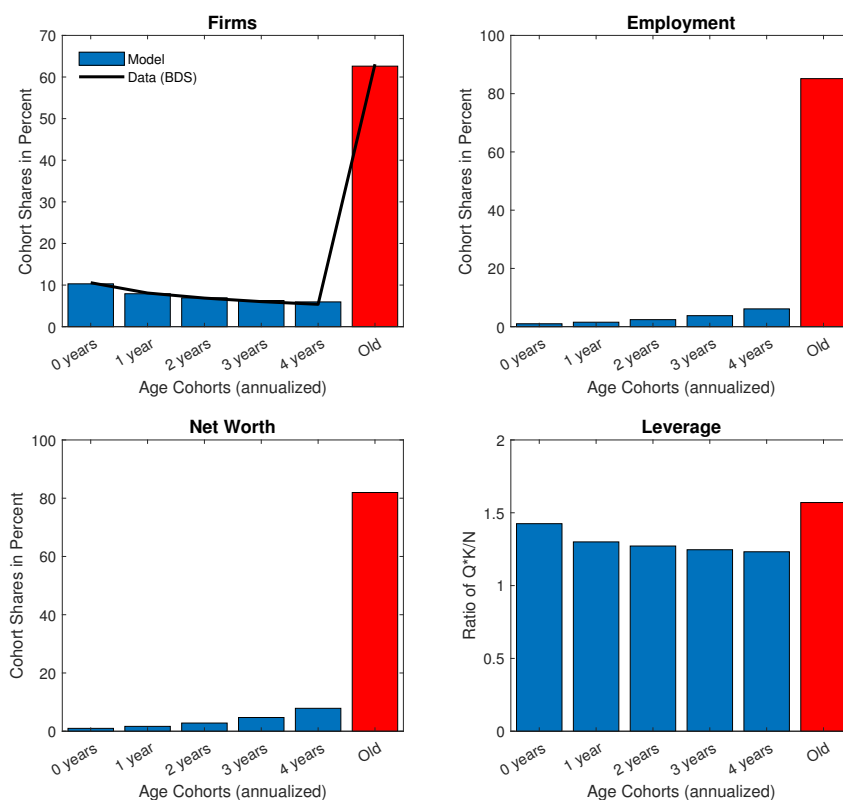 Firms
Cohort Shares in Percent
70
60
50
40
30
20
10
0
Model
Data (BDS)
0 years
1 year
2 years
3 years
4 years
Old
Age Cohorts (annualized)
Employment
Cohort Shares in Percent
100
80
60
40
20
0
0 years
1 year
2 years
3 years
4 years
Old
Age Cohorts (annualized)
Net Worth
Cohort Shares in Percent
100
80
60
40
20
0
0 years
1 year
2 years
3 years
4 years
Old
Age Cohorts (annualized)
Leverage
Ratio of Q*K/N
2
1.5
1
0.5
0
0 years
1 year
2 years
3 years
4 years
Old
Age Cohorts (annualized)